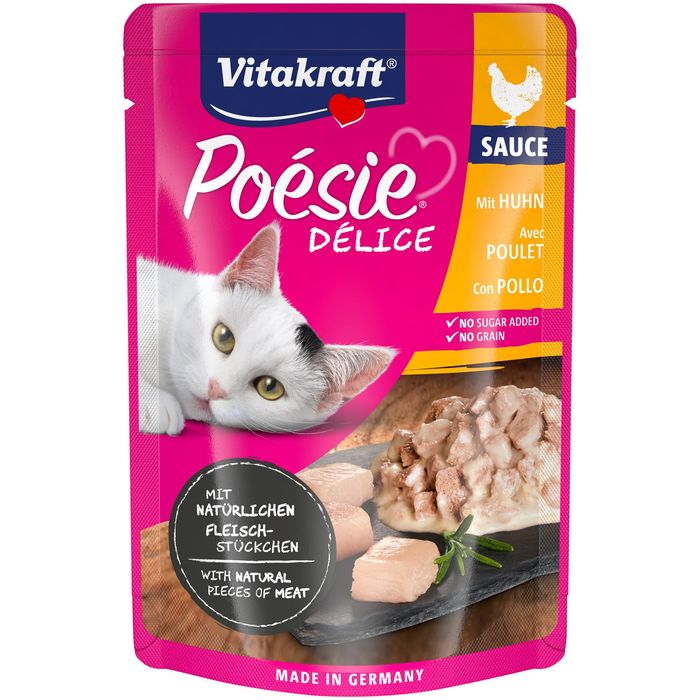 Vitakraft®
Poésie®
DÉLICE
SAUCE
Mit HUHN
Avec
POULET
Con POLLO
✓ NO SUGAR ADDED
✓ NO GRAIN
MIT
NATÜRLICHEN
FLEISCH-
STÜCKCHEN
WITH NATURAL
PIECES OF MEAT
MADE IN GERMANY